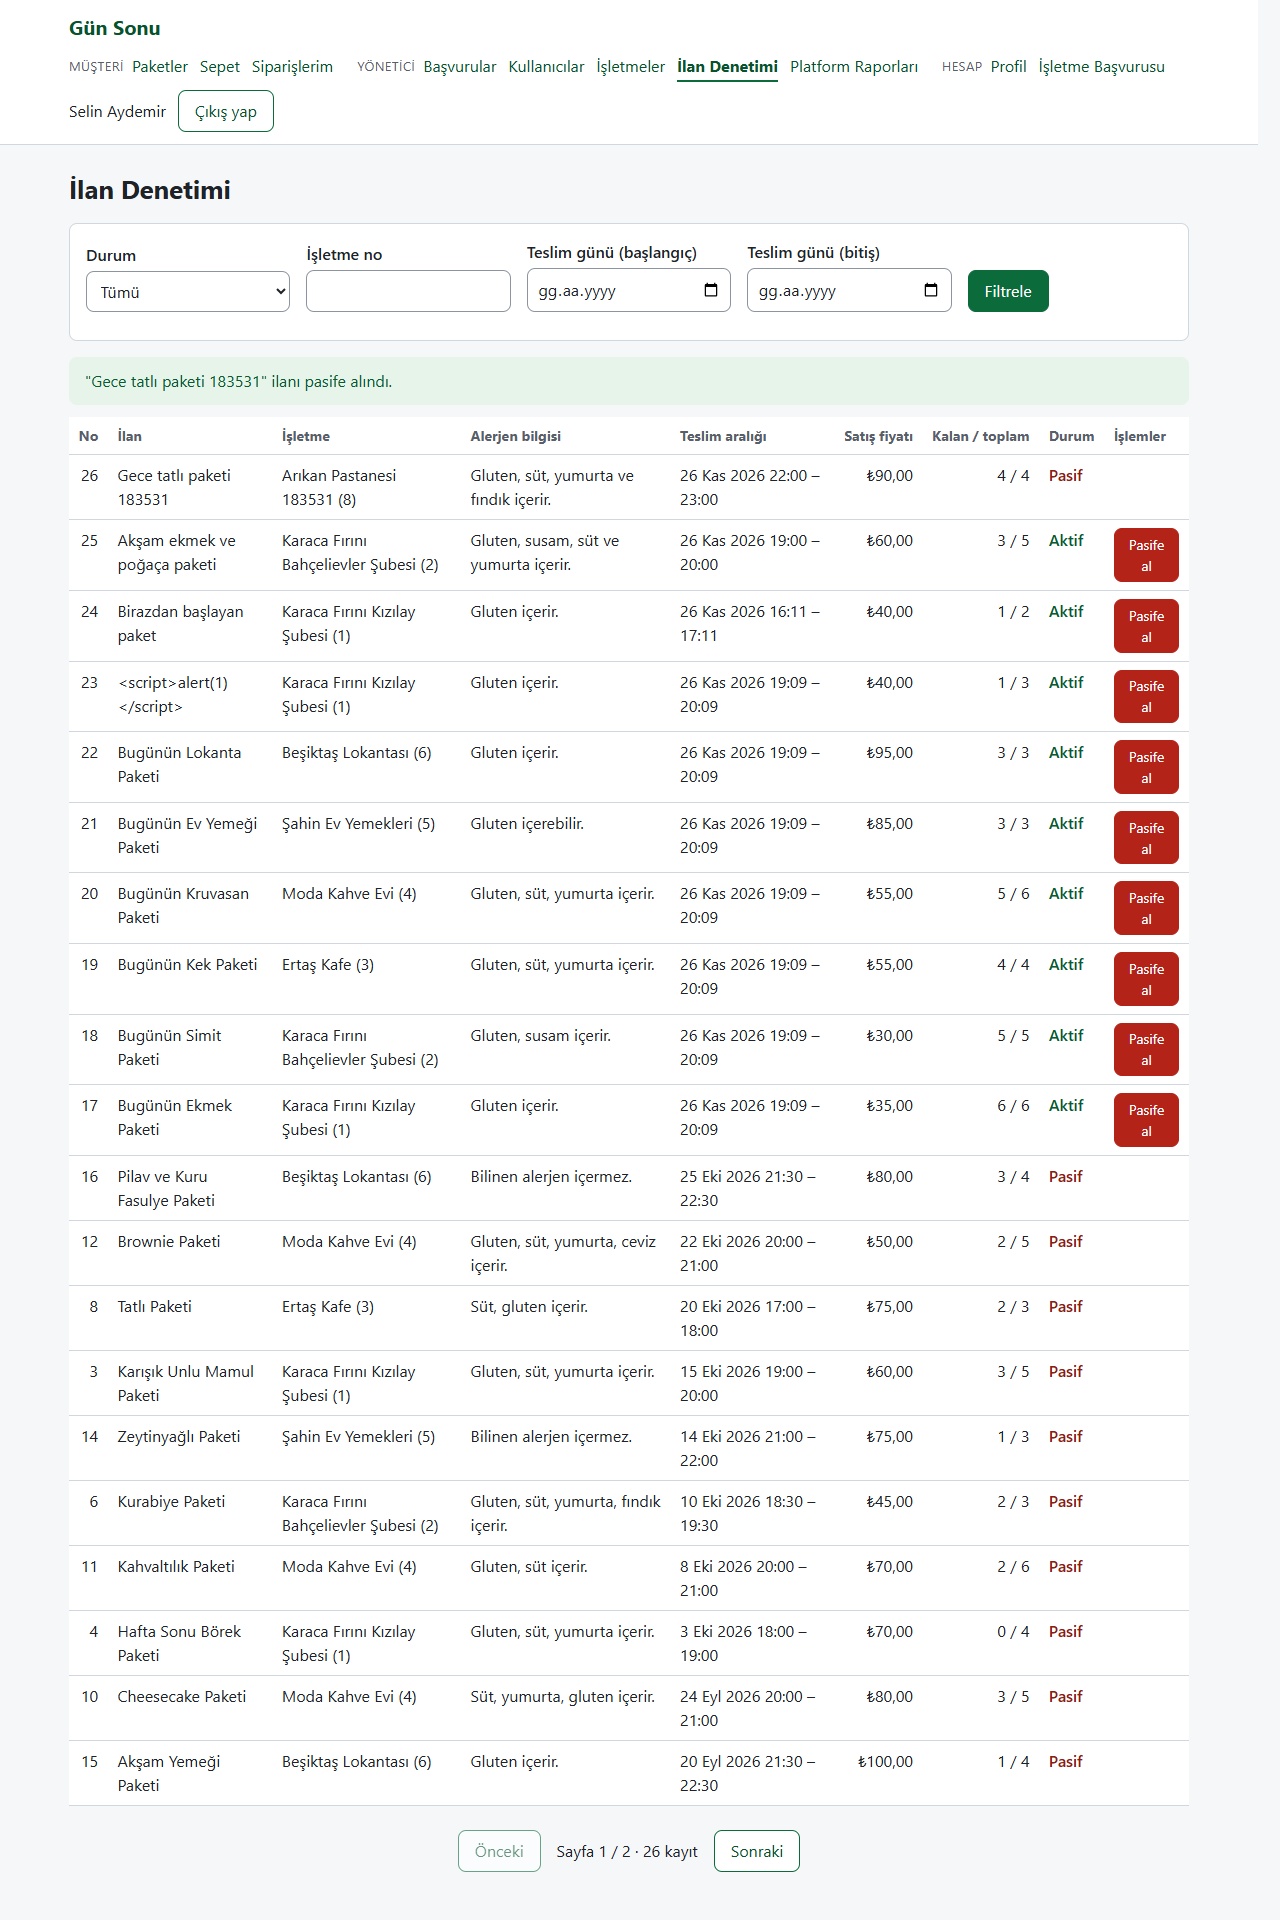 Gün Sonu
MÜŞTERİ Paketler Sepet Siparişlerim YÖNETİCİ Başvurular Kullanıcılar İşletmeler İlan Denetimi Platform Raporları HESAP Profil İşletme Başvurusu
Selin Aydemir Çıkış yap
İlan Denetimi
Durum İşletme no Teslim günü (başlangıç) Teslim günü (bitiş)
Tümü gg.aa.yyyy gg.aa.yyyy Filtrele
"Gece tatlı paketi 183531" ilanı pasife alındı.
No İlan İşletme Alerjen bilgisi Teslim aralığı Satış fiyatı Kalan / toplam Durum İşlemler
26 Gece tatlı paketi Arıkan Pastanesi Gluten, süt, yumurta ve 26 Kas 2026 22:00 – ₺90,00 4 / 4 Pasif
183531 183531 (8) fındık içerir. 23:00
25 Akşam ekmek ve Karaca Fırını Gluten, susam, süt ve 26 Kas 2026 19:00 – ₺60,00 3 / 5 Aktif Pasife
poğaça paketi Bahçelievler Şubesi (2) yumurta içerir. 20:00 al
24 Birazdan başlayan Karaca Fırını Kızılay Gluten içerir. 26 Kas 2026 16:11 – ₺40,00 1 / 2 Aktif Pasife
paket Şubesi (1) 17:11 al
23 <script>alert(1) Karaca Fırını Kızılay Gluten içerir. 26 Kas 2026 19:09 – ₺40,00 1 / 3 Aktif Pasife
</script> Şubesi (1) 20:09 al
22 Bugünün Lokanta Beşiktaş Lokantası (6) Gluten içerir. 26 Kas 2026 19:09 – ₺95,00 3 / 3 Aktif Pasife
Paketi 20:09 al
21 Bugünün Ev Yemeği Şahin Ev Yemekleri (5) Gluten içerebilir. 26 Kas 2026 19:09 – ₺85,00 3 / 3 Aktif Pasife
Paketi 20:09 al
20 Bugünün Kruvasan Moda Kahve Evi (4) Gluten, süt, yumurta içerir. 26 Kas 2026 19:09 – ₺55,00 5 / 6 Aktif Pasife
Paketi 20:09 al
19 Bugünün Kek Paketi Ertaş Kafe (3) Gluten, süt, yumurta içerir. 26 Kas 2026 19:09 – ₺55,00 4 / 4 Aktif Pasife
20:09 al
18 Bugünün Simit Karaca Fırını Gluten, susam içerir. 26 Kas 2026 19:09 – ₺30,00 5 / 5 Aktif Pasife
Paketi Bahçelievler Şubesi (2) 20:09 al
17 Bugünün Ekmek Karaca Fırını Kızılay Gluten içerir. 26 Kas 2026 19:09 – ₺35,00 6 / 6 Aktif Pasife
Paketi Şubesi (1) 20:09 al
16 Pilav ve Kuru Beşiktaş Lokantası (6) Bilinen alerjen içermez. 25 Eki 2026 21:30 – ₺80,00 3 / 4 Pasif
Fasulye Paketi 22:30
12 Brownie Paketi Moda Kahve Evi (4) Gluten, süt, yumurta, ceviz 22 Eki 2026 20:00 – ₺50,00 2 / 5 Pasif
içerir. 21:00
8 Tatlı Paketi Ertaş Kafe (3) Süt, gluten içerir. 20 Eki 2026 17:00 – ₺75,00 2 / 3 Pasif
18:00
3 Karışık Unlu Mamul Karaca Fırını Kızılay Gluten, süt, yumurta içerir. 15 Eki 2026 19:00 – ₺60,00 3 / 5 Pasif
Paketi Şubesi (1) 20:00
14 Zeytinyağlı Paketi Şahin Ev Yemekleri (5) Bilinen alerjen içermez. 14 Eki 2026 21:00 – ₺75,00 1 / 3 Pasif
22:00
6 Kurabiye Paketi Karaca Fırını Gluten, süt, yumurta, fındık 10 Eki 2026 18:30 – ₺45,00 2 / 3 Pasif
Bahçelievler Şubesi (2) içerir. 19:30
11 Kahvaltılık Paketi Moda Kahve Evi (4) Gluten, süt içerir. 8 Eki 2026 20:00 – ₺70,00 2 / 6 Pasif
21:00
4 Hafta Sonu Börek Karaca Fırını Kızılay Gluten, süt, yumurta içerir. 3 Eki 2026 18:00 – ₺70,00 0 / 4 Pasif
Paketi Şubesi (1) 19:00
10 Cheesecake Paketi Moda Kahve Evi (4) Süt, yumurta, gluten içerir. 24 Eyl 2026 20:00 – ₺80,00 3 / 5 Pasif
21:00
15 Akşam Yemeği Beşiktaş Lokantası (6) Gluten içerir. 20 Eyl 2026 21:30 – ₺100,00 1 / 4 Pasif
Paketi 22:30
Önceki Sayfa 1 / 2 · 26 kayıt Sonraki